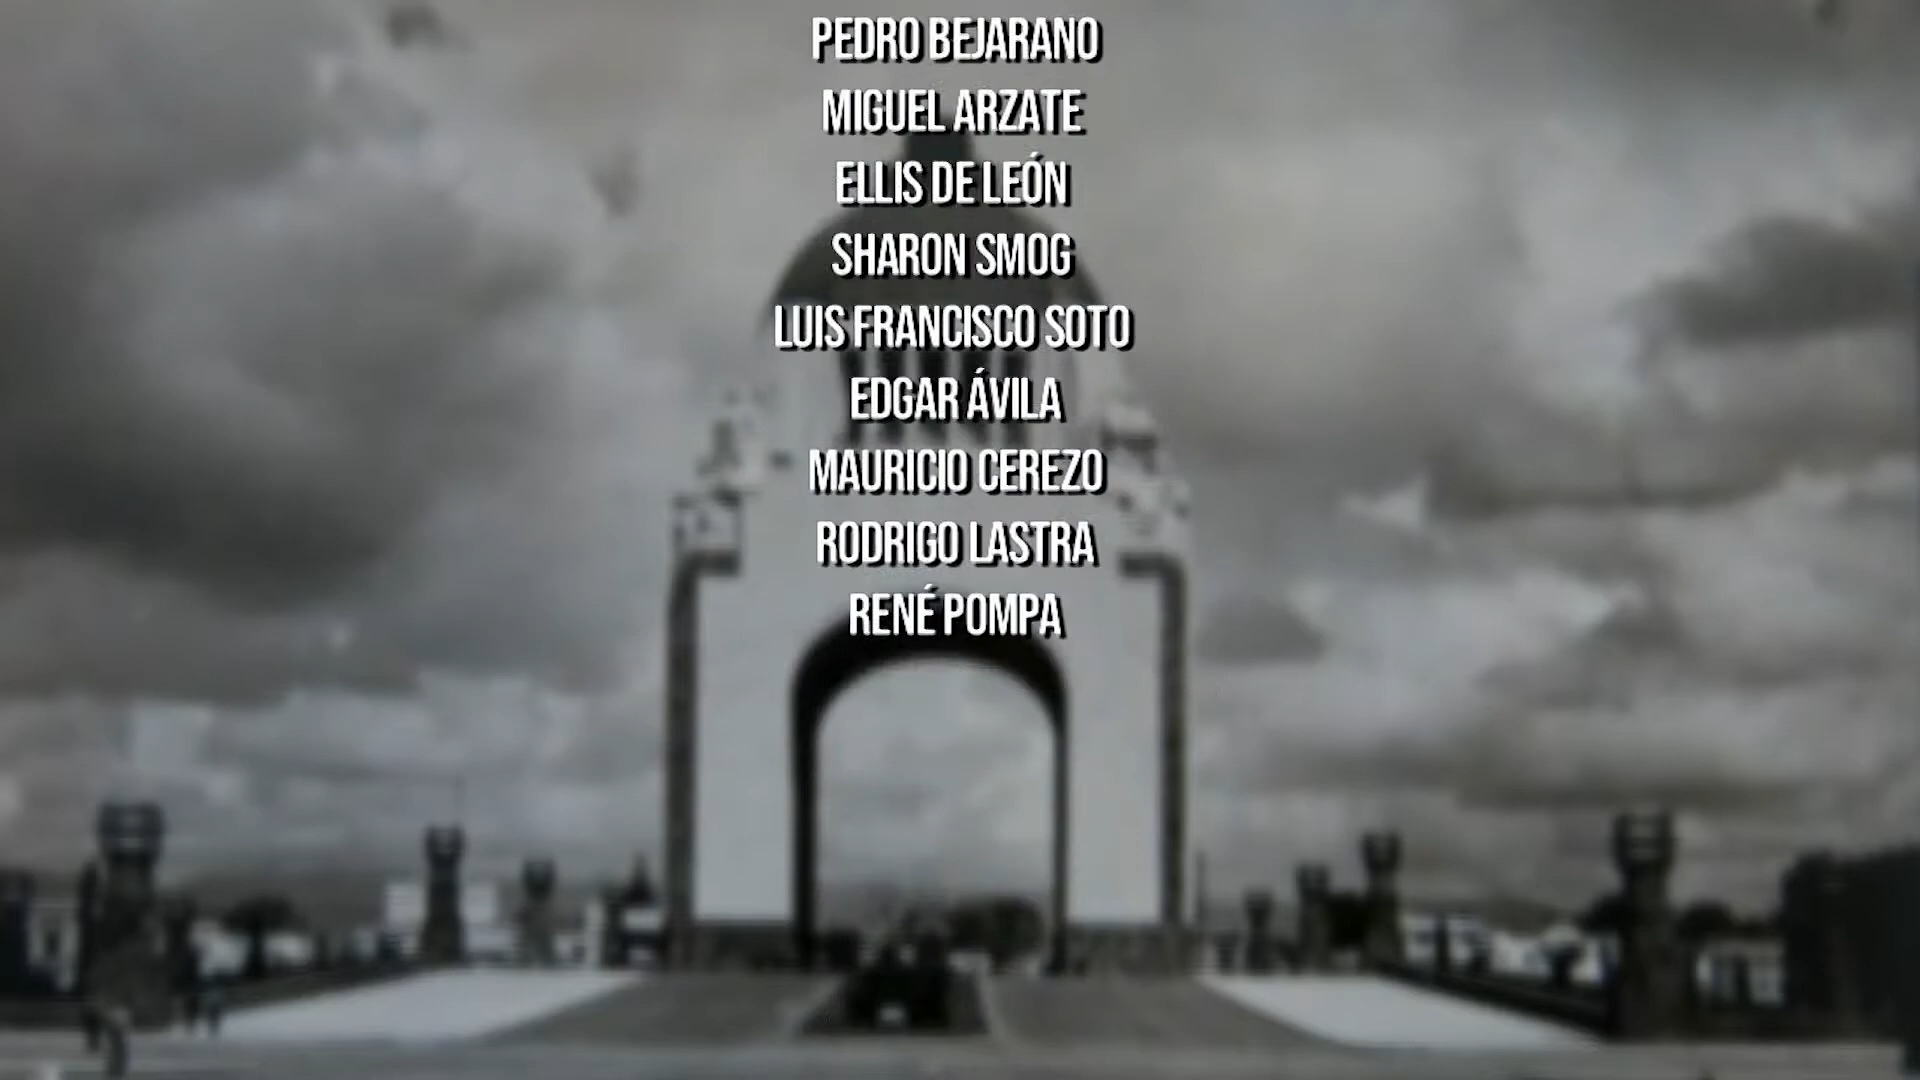 PEDRO BEJARANO
MIGUEL ARZATE
ELLIS DE LEÓN
SHARON SMOG
LUIS FRANCISCO SOTO
EDGAR ÁVILA
MAURICIO CEREZO
RODRIGO LASTRA
RENÉ POMPA